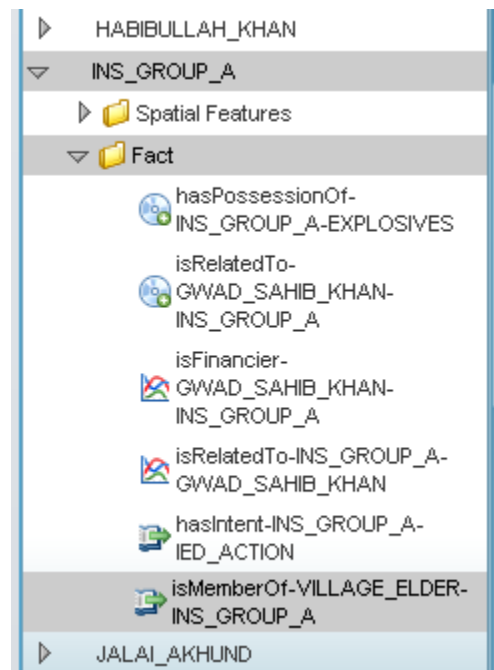 HABIBULLAH_KHAN
INS_GROUP_A
Spatial Features
Fact
hasPossessionOf-
INS_GROUP_A-EXPLOSIVES
isRelatedTo-
GWAD_SAHIB_KHAN-
INS_GROUP_A
isFinancier-
GWAD_SAHIB_KHAN-
INS_GROUP_A
isRelatedTo-INS_GROUP_A-
GWAD_SAHIB_KHAN
hasIntent-INS_GROUP_A-
IED_ACTION
isMemberOf-VILLAGE_ELDER-
INS_GROUP_A
JALAI_AKHUND